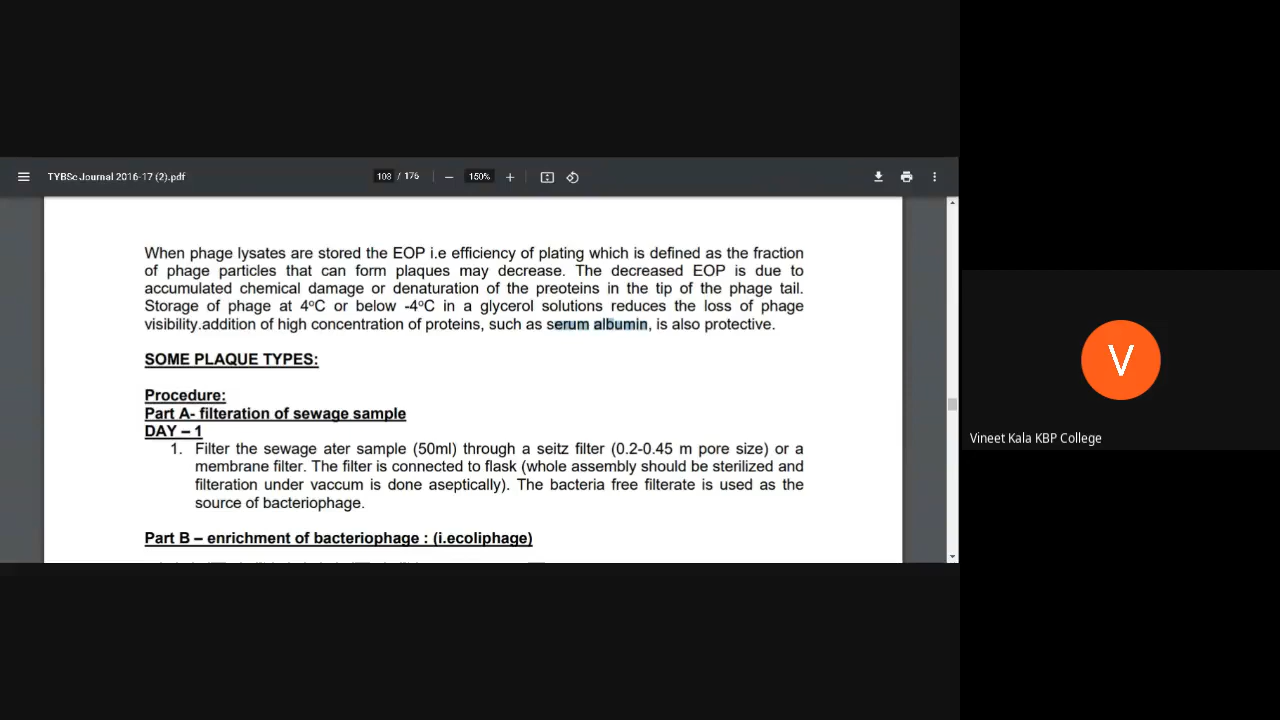 TYBSc Journal 2016-17 (2).pdf
108 / 176
150%
When phage lysates are stored the EOP i.e efficiency of plating which is defined as the fraction
of phage particles that can form plaques may decrease. The decreased EOP is due to
accumulated chemical damage or denaturation of the preoteins in the tip of the phage tail.
Storage of phage at 4°C or below -4°C in a glycerol solutions reduces the loss of phage
visibility.addition of high concentration of proteins, such as serum albumin, is also protective.
SOME PLAQUE TYPES:
Procedure:
Part A- filteration of sewage sample
DAY – 1
1. Filter the sewage ater sample (50ml) through a seitz filter (0.2-0.45 m pore size) or a
membrane filter. The filter is connected to flask (whole assembly should be sterilized and
filteration under vaccum is done aseptically). The bacteria free filterate is used as the
source of bacteriophage.
Part B – enrichment of bacteriophage : (i.ecoliphage)
V
Vineet Kala KBP College